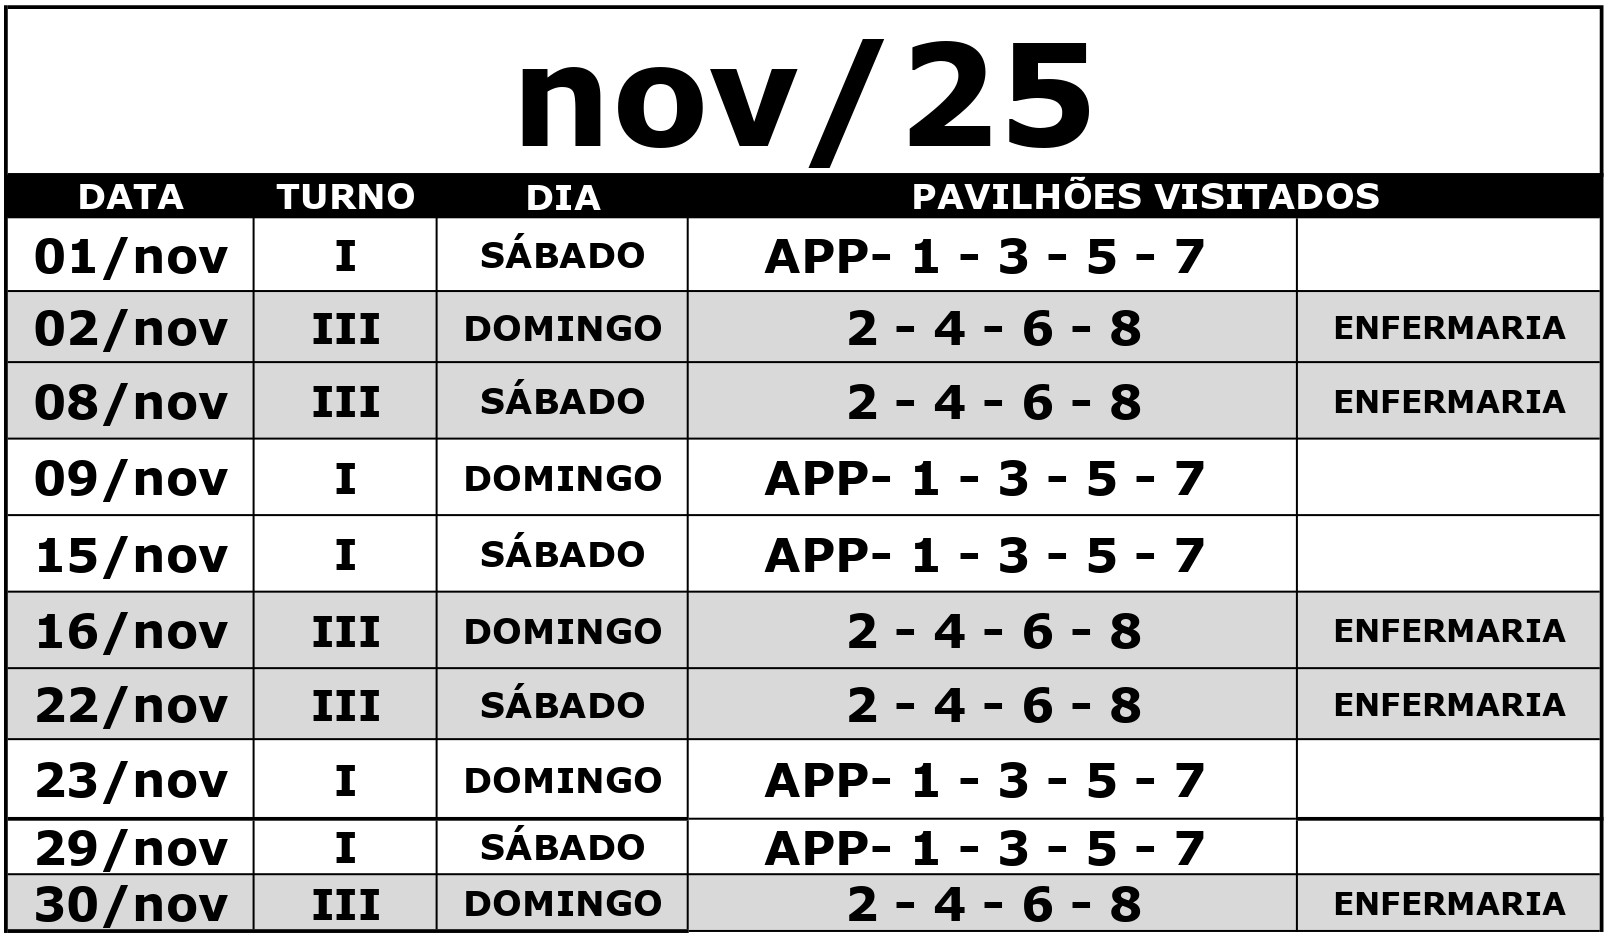 nov/25
DATA TURNO DIA PAVILHÕES VISITADOS
01/nov I SÁBADO APP- 1 - 3 - 5 - 7
02/nov III DOMINGO 2 - 4 - 6 - 8 ENFERMARIA
08/nov III SÁBADO 2 - 4 - 6 - 8 ENFERMARIA
09/nov I DOMINGO APP- 1 - 3 - 5 - 7
15/nov I SÁBADO APP- 1 - 3 - 5 - 7
16/nov III DOMINGO 2 - 4 - 6 - 8 ENFERMARIA
22/nov III SÁBADO 2 - 4 - 6 - 8 ENFERMARIA
23/nov I DOMINGO APP- 1 - 3 - 5 - 7
29/nov I SÁBADO APP- 1 - 3 - 5 - 7
30/nov III DOMINGO 2 - 4 - 6 - 8 ENFERMARIA